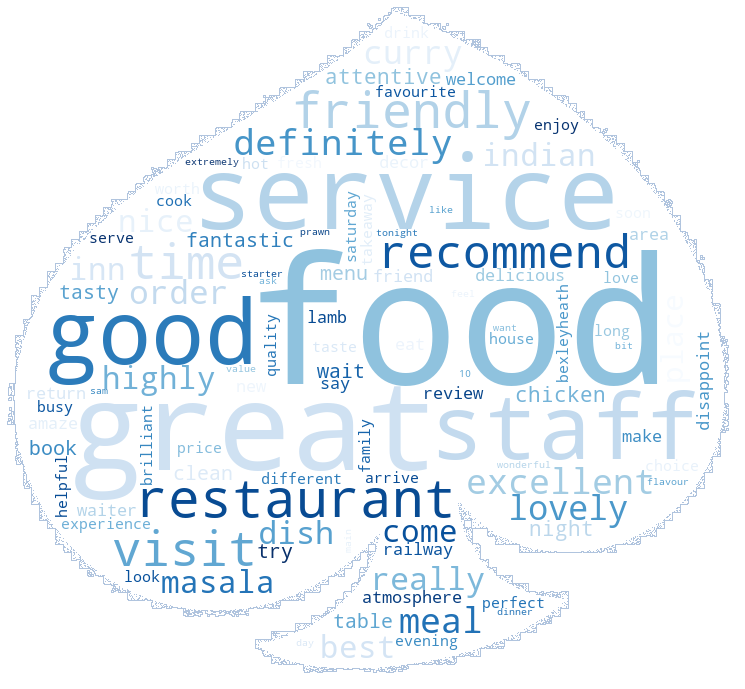 drink
curry
attentive welcome
favourite
friendly
enjoy
definitely
indian
extremely hot fresh decor
service
worth
cook
like
nice
takeaway
saturday
soon
serve
prawn
tonight
fantastic
recommend
area
time
inn
starter
ask
menu
friend
delicious
love
tasty
order
food
good
feel
lamb
quality
want
house
long
bit
bexleyheath
place
disappoint
taste
eat
value
wait
10
highly
new
say
sam
review
chicken
return
great
staff
busy
amaze
brilliant
family
make
book
price
clean
different
arrive
wonderful
choice
excellent
flavour
helpful
restaurant
lovely
waiter
experience
dish
come
night
visit
try
main
railway
look
masala
really
atmosphere
perfect
table
meal
dinner
day
best
evening